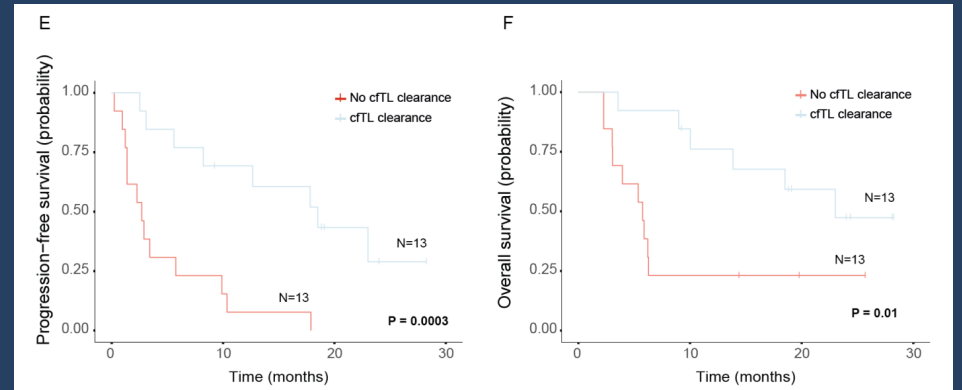 E
Progression−free survival (probability)
1.00
0.75
0.50
0.25
0.00
No cfTL clearance
cfTL clearance
N=13
N=13
P = 0.0003
0
10
20
30
Time (months)
F
Overall survival (probability)
1.00
0.75
0.50
0.25
0.00
No cfTL clearance
cfTL clearance
N=13
N=13
P = 0.01
0
10
20
30
Time (months)